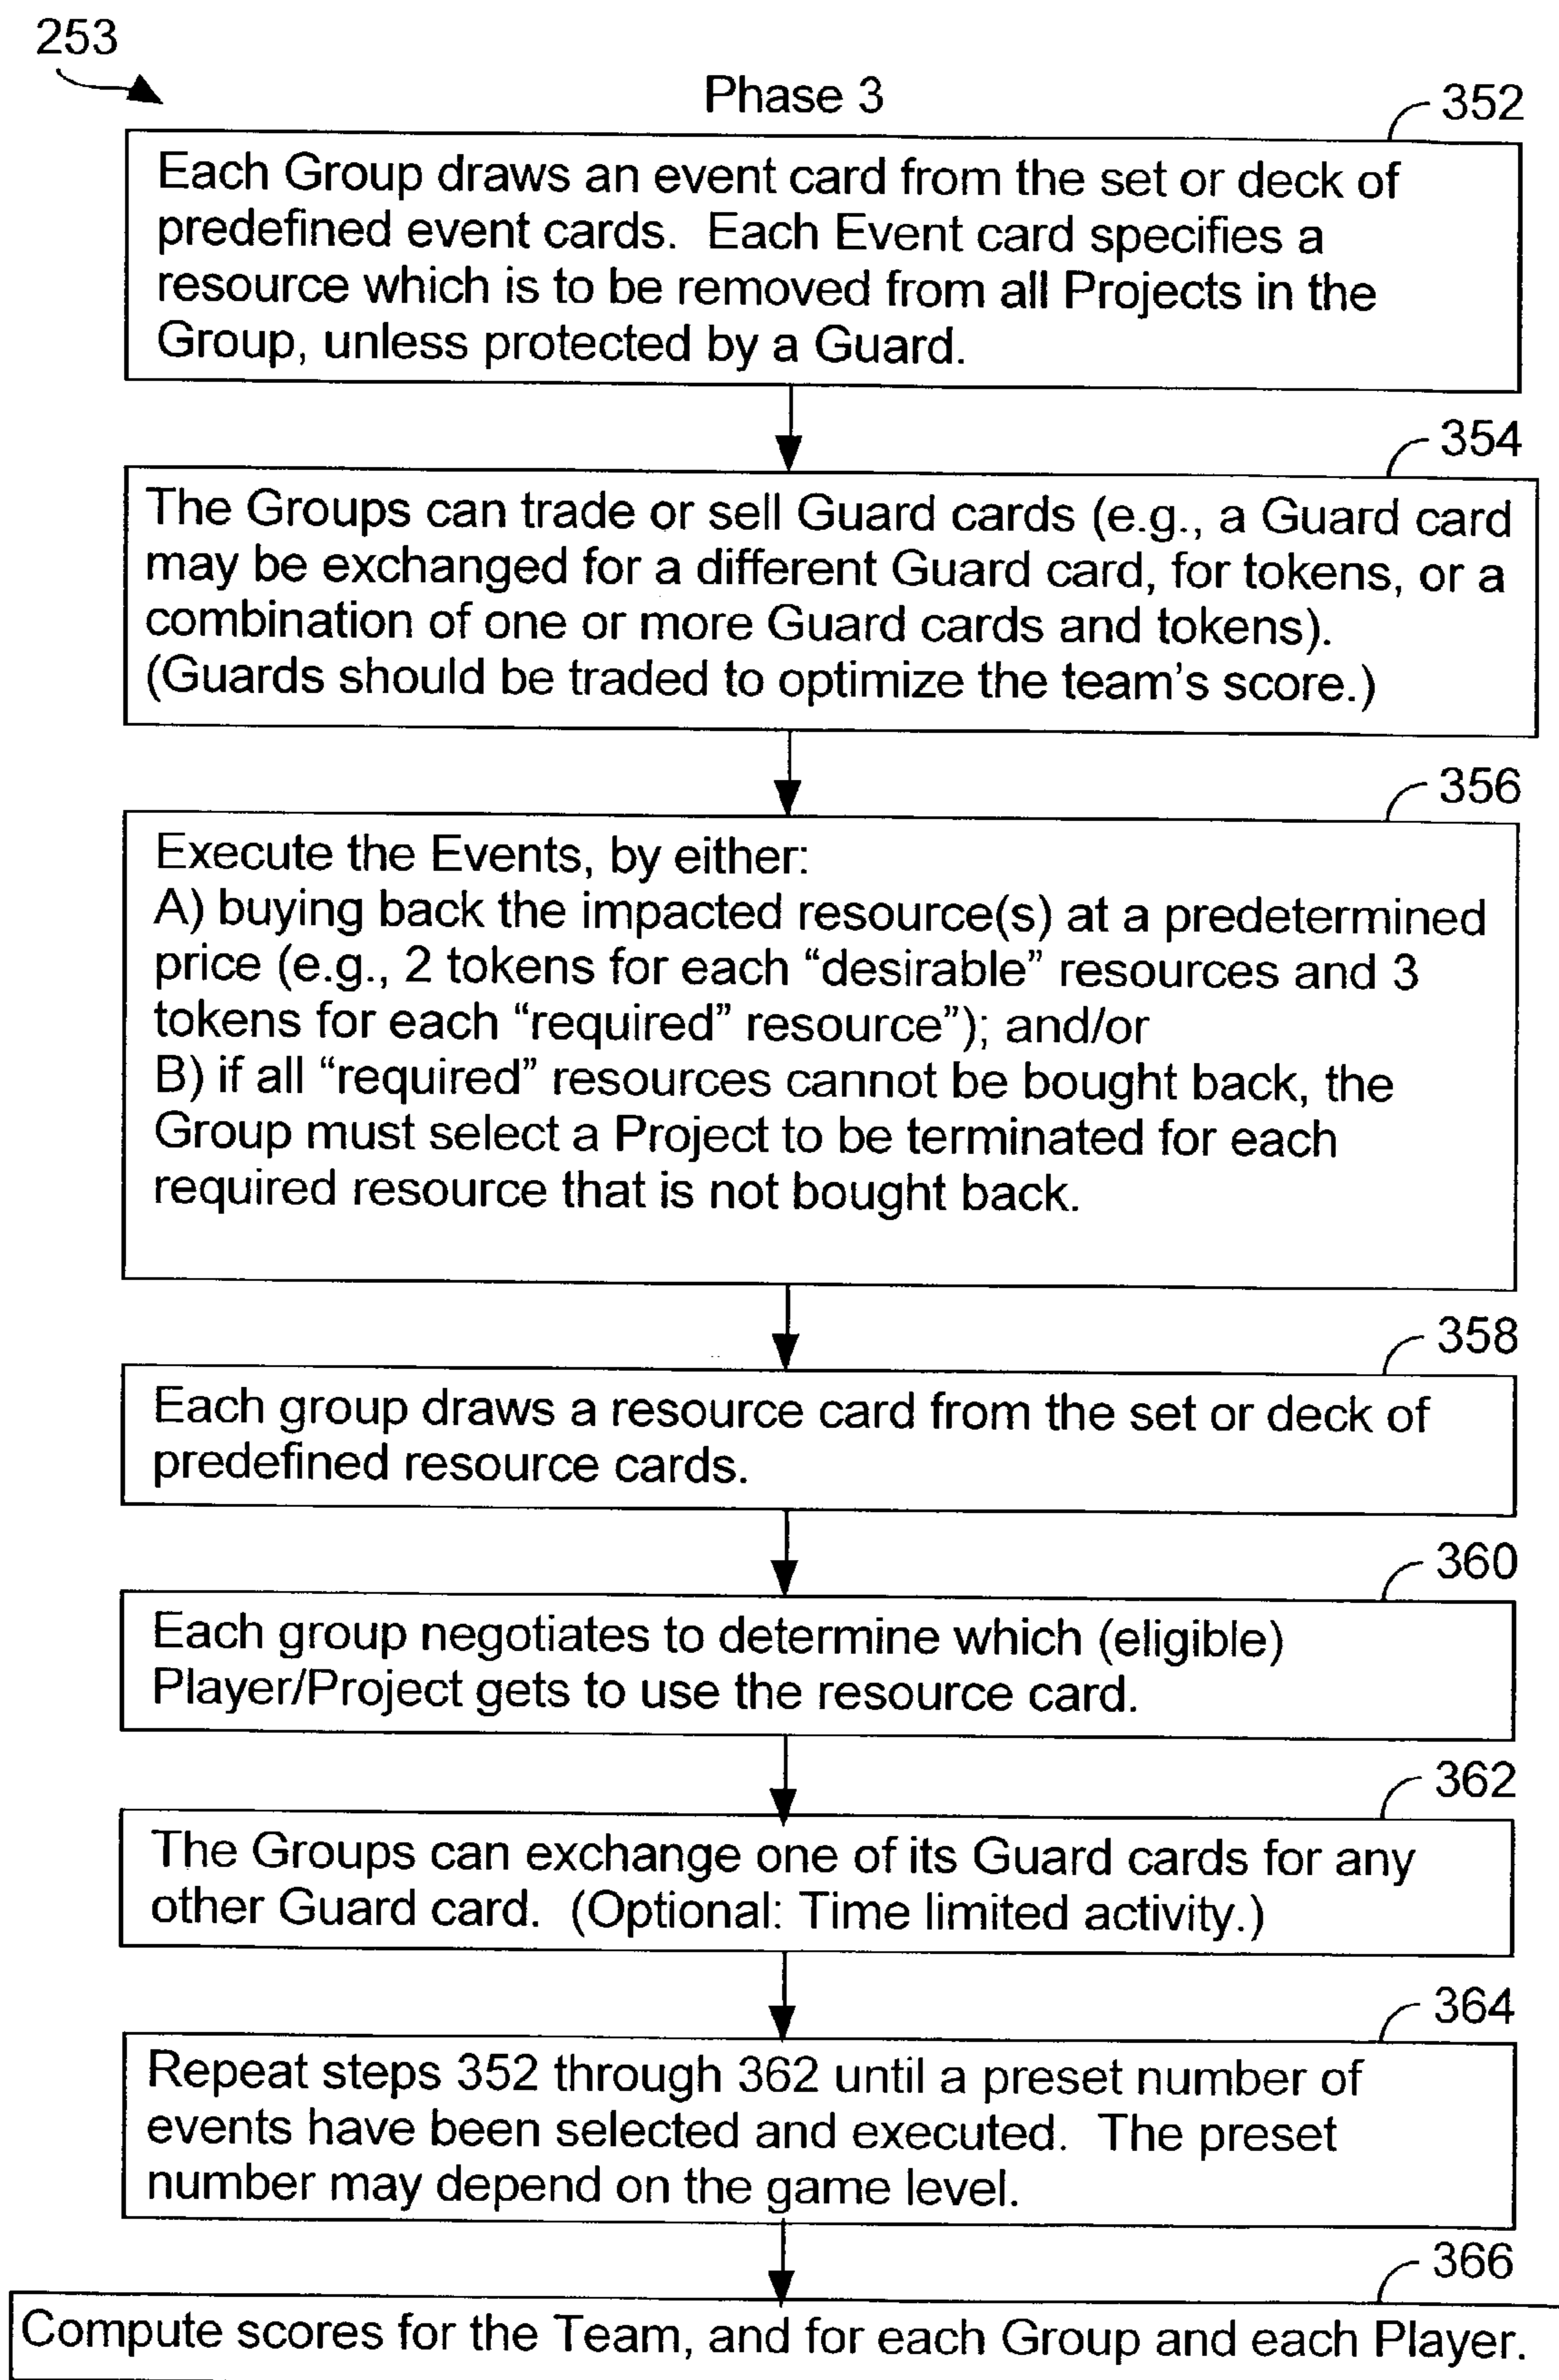 253
Phase 3
352
Each Group draws an event card from the set or deck of
predefined event cards.  Each Event card specifies a
resource which is to be removed from all Projects in the
Group, unless protected by a Guard.
354
The Groups can trade or sell Guard cards (e.g., a Guard card
may be exchanged for a different Guard card, for tokens, or a
combination of one or more Guard cards and tokens).
(Guards should be traded to optimize the team's score.)
356
Execute the Events, by either:
A) buying back the impacted resource(s) at a predetermined
price (e.g., 2 tokens for each “desirable” resources and 3
tokens for each “required” resource”); and/or
B) if all “required” resources cannot be bought back, the
Group must select a Project to be terminated for each
required resource that is not bought back.
358
Each group draws a resource card from the set or deck of
predefined resource cards.
360
Each group negotiates to determine which (eligible)
Player/Project gets to use the resource card.
362
The Groups can exchange one of its Guard cards for any
other Guard card.  (Optional: Time limited activity.)
364
Repeat steps 352 through 362 until a preset number of
events have been selected and executed.  The preset
number may depend on the game level.
366
Compute scores for the Team, and for each Group and each Player.